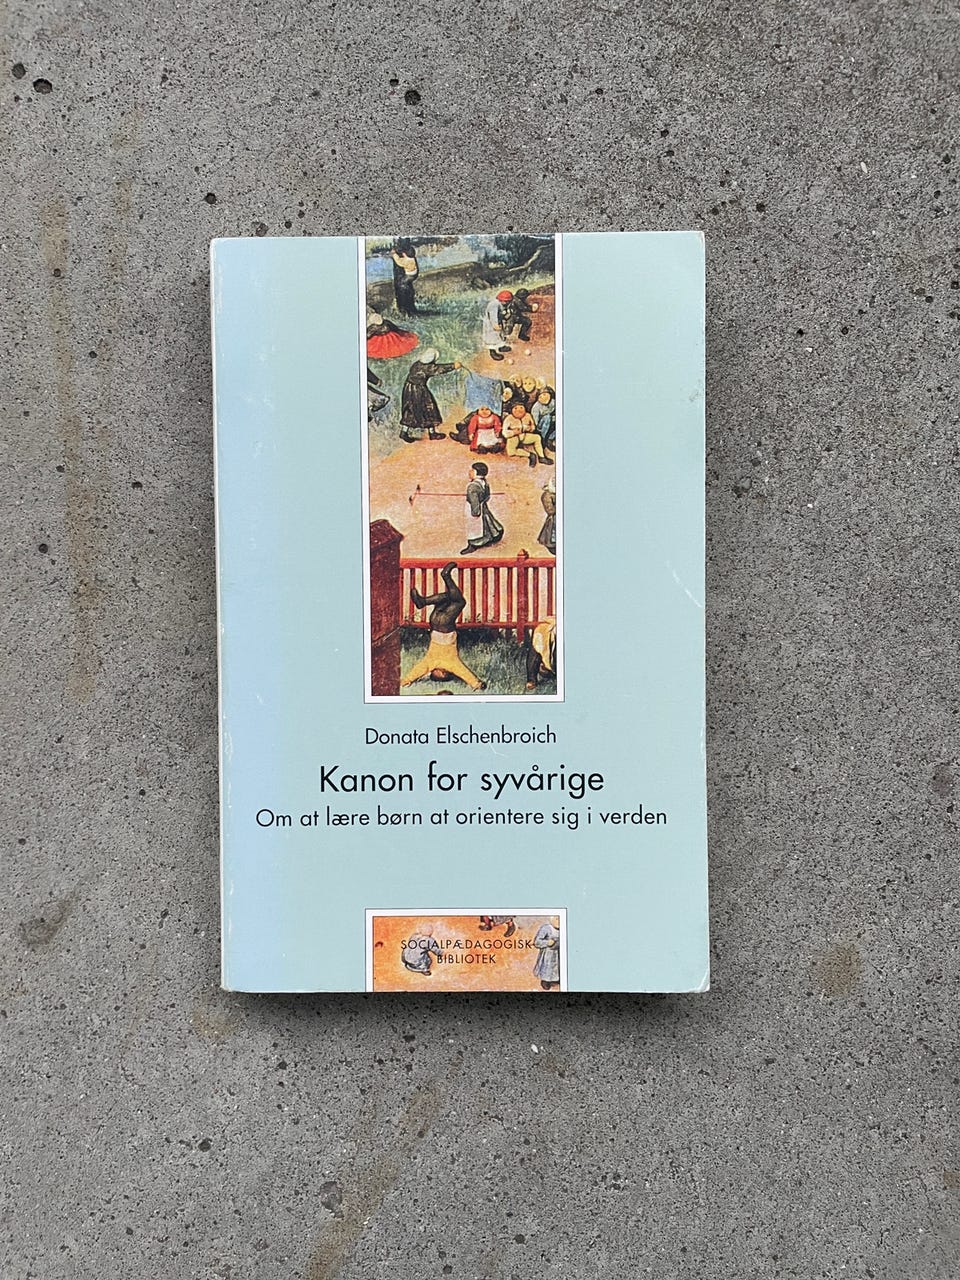 Donata Elschenbroich
Kanon for syvårige
Om at lære børn at orientere sig i verden
SOCIALPÆDAGOGISK
BIBLIOTEK